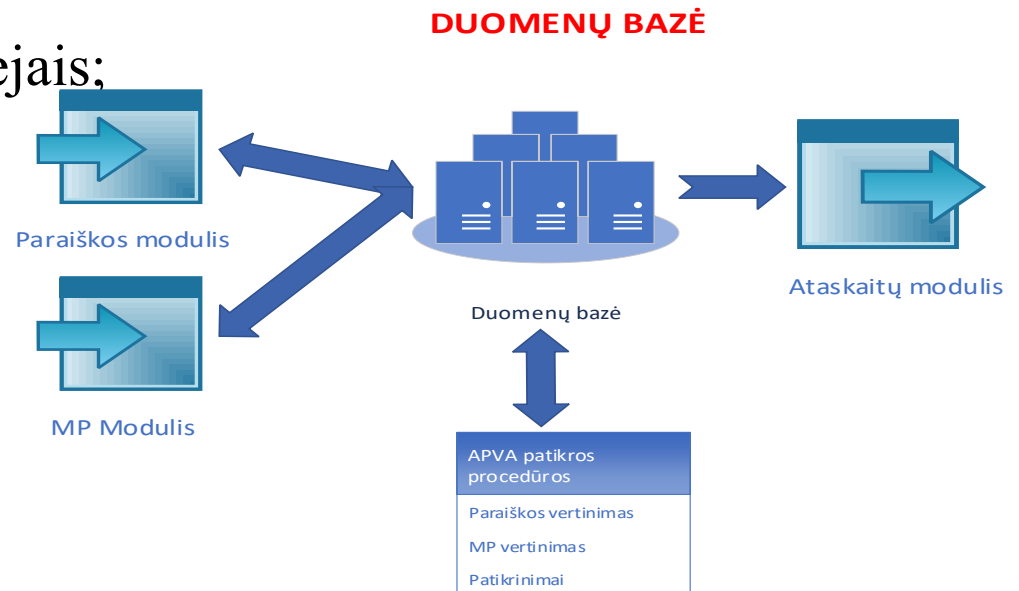 DUOMENŲ BAZĖ
ejais;
Paraiškos modulis
MP Modulis
Duomenų bazė
Ataskaitų modulis
APVA patikros
procedūros
Paraiškos vertinimas
MP vertinimas
Patikrinimai